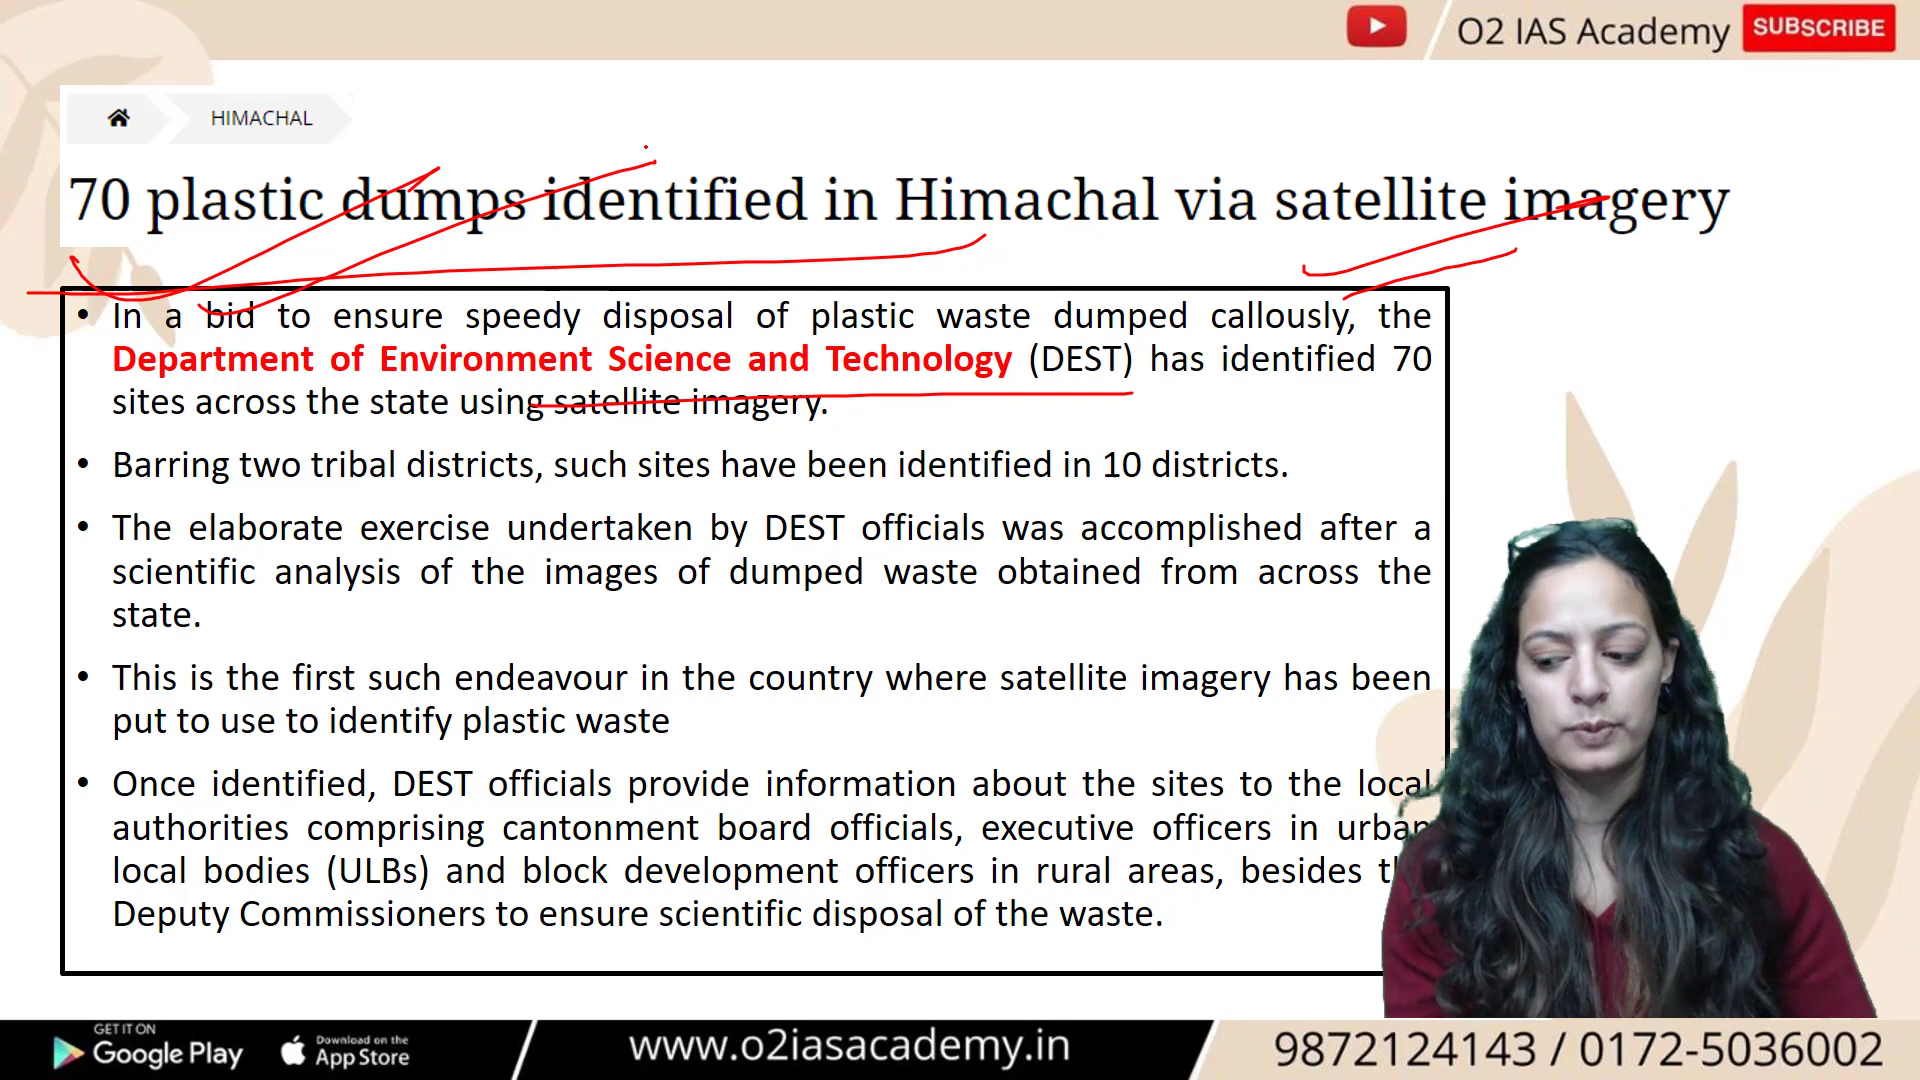 O2 IAS Academy SUBSCRIBE
HIMACHAL
70 plastic dumps identified in Himachal via satellite imagery
• In a bid to ensure speedy disposal of plastic waste dumped callously, the
Department of Environment Science and Technology (DEST) has identified 70
sites across the state using satellite imagery.
• Barring two tribal districts, such sites have been identified in 10 districts.
• The elaborate exercise undertaken by DEST officials was accomplished after a
scientific analysis of the images of dumped waste obtained from across the
state.
• This is the first such endeavour in the country where satellite imagery has been
put to use to identify plastic waste
• Once identified, DEST officials provide information about the sites to the local
authorities comprising cantonment board officials, executive officers in urban
local bodies (ULBs) and block development officers in rural areas, besides
Deputy Commissioners to ensure scientific disposal of the waste.
GET IT ON
Google Play
Download on the
App Store
www.o2iasacademy.in
9872124143 / 0172-5036002